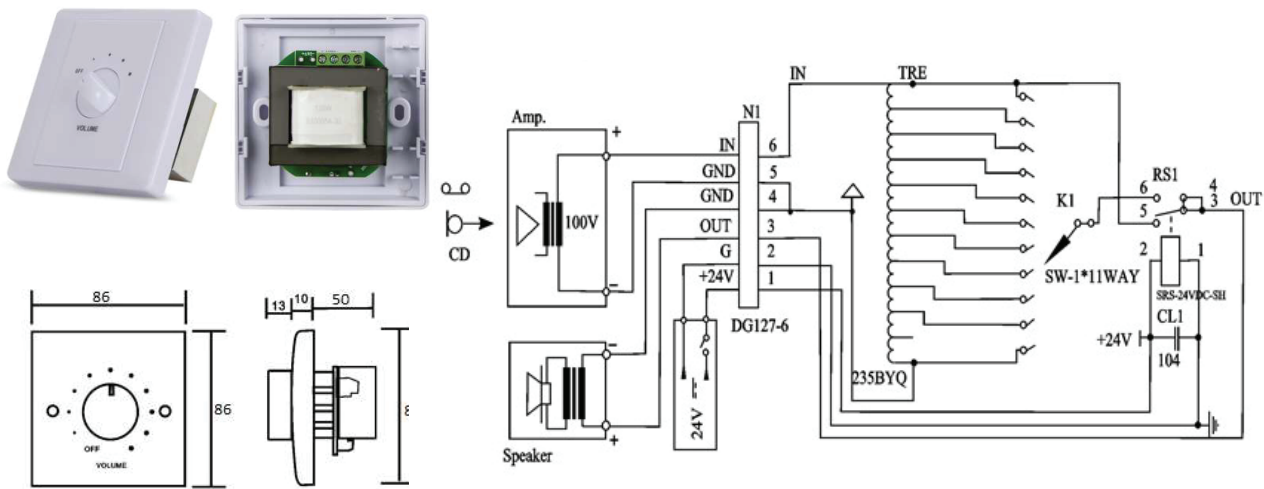 OFF
VOLUME
86
86
OFF
VOLUME
13
10
50
8
CD
Amp.
+
100V
-
-
+
Speaker
N1
IN
6
GND
5
GND
4
OUT
3
G
2
+24V
1
DG127-6
24V
IN
TRE
235BYQ
K1
SW-1*11WAY
RS1
6
5
4
3
OUT
2
1
SRS-24VDC-SH
CL1
+24V
104